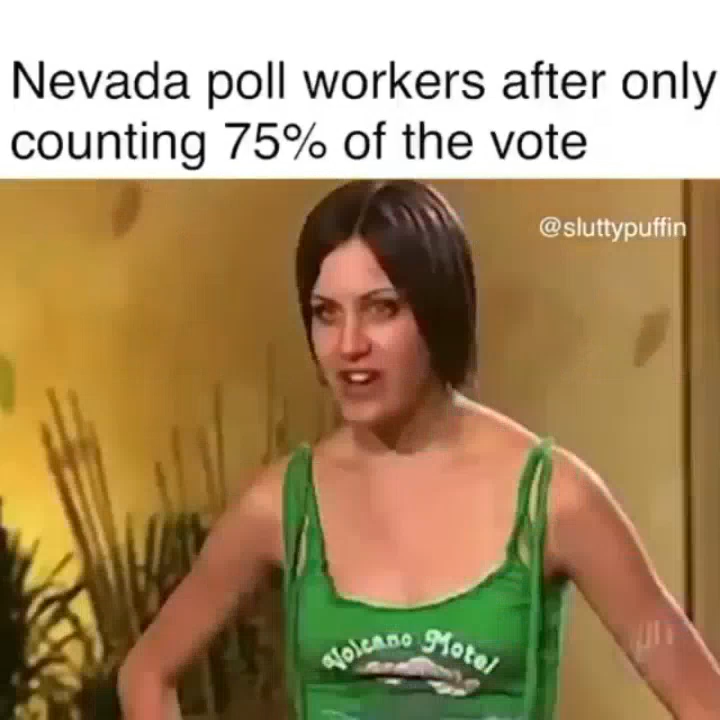 Nevada poll workers after only
counting 75% of the vote
@sluttypuffin
Volcano Motel